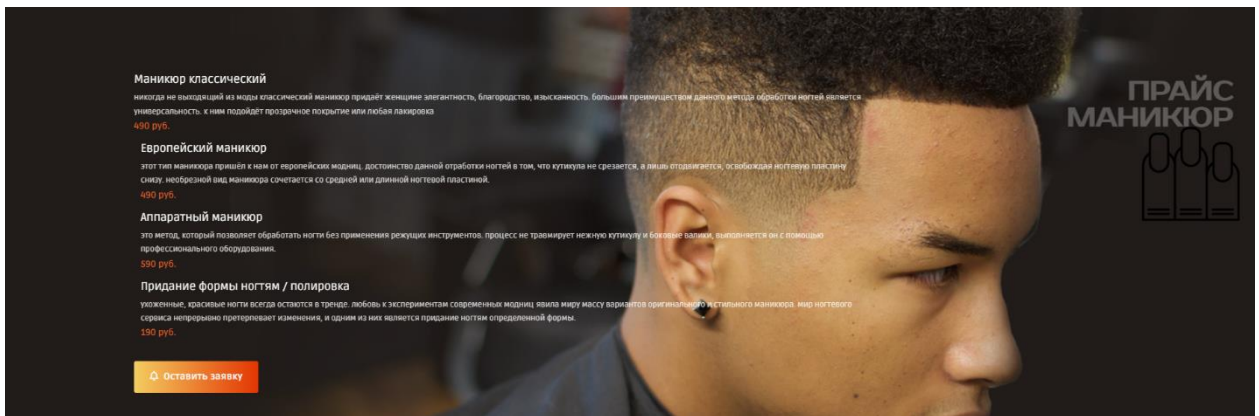 Маникюр классический
никогда не выходящий из моды классический маникюр придаёт женщине элегантность, благородство, изысканность. большим преимуществом данного метода обработки ногтей является
универсальность. к ним подойдёт прозрачное покрытие или любая лакировка
490 руб.
Европейский маникюр
этот тип маникюра пришёл к нам от европейских модниц. достоинство данной отработки ногтей в том, что кутикула не срезается, а лишь отодвигается, освобождая ногтевую пластину
снизу. необрезной вид маникюра сочетается со средней или длинной ногтевой пластиной.
490 руб.
Аппаратный маникюр
это метод, который позволяет обработать ногти без применения режущих инструментов. процесс не травмирует нежную кутикулу и боковые валики, выполняется он с помощью
профессионального оборудования.
590 руб.
Придание формы ногтям / полировка
ухоженные, красивые ногти всегда остаются в тренде. любовь к экспериментам современных модниц явила миру массу вариантов оригинального и стильного маникюра. мир ногтевого
сервиса непрерывно претерпевает изменения, и одним из них является придание ногтям определенной формы.
190 руб.
Оставить заявку
ПРАЙС
МАНИКЮР